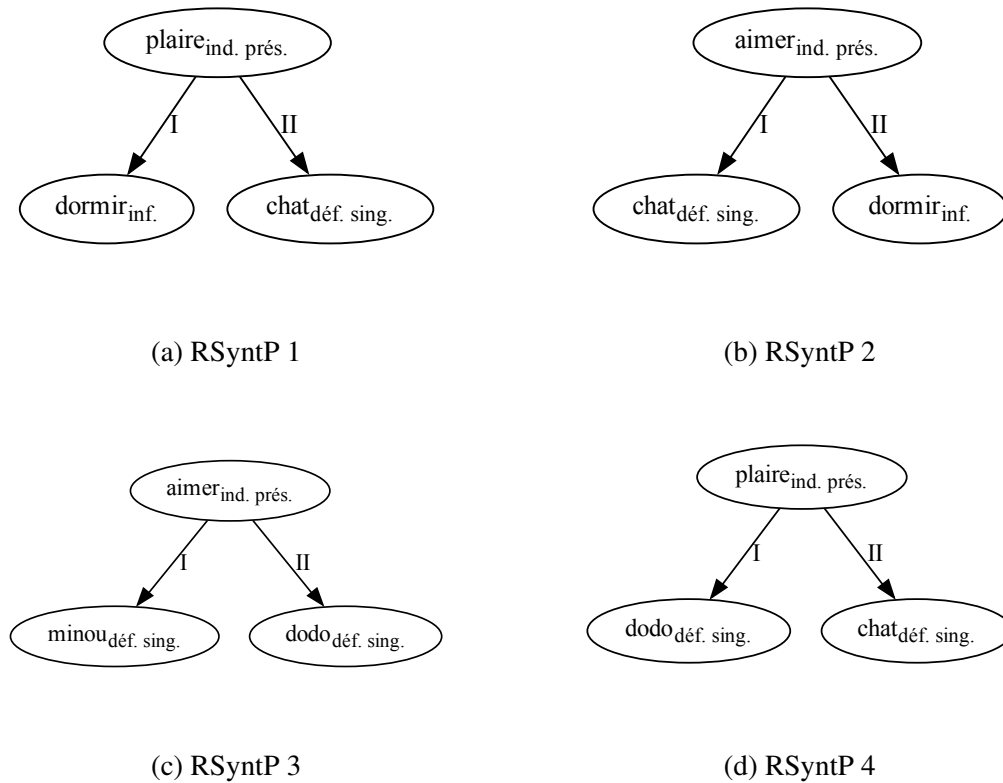 plaire ind. prés.
aimer ind. prés.
I
II
I
II
dormir inf.
chat déf. sing.
chat déf. sing.
dormir inf.
(a) RSyntP 1
(b) RSyntP 2
aimer ind. prés.
plaire ind. prés.
I
II
I
II
minou déf. sing.
dodo déf. sing.
dodo déf. sing.
chat déf. sing.
(c) RSyntP 3
(d) RSyntP 4